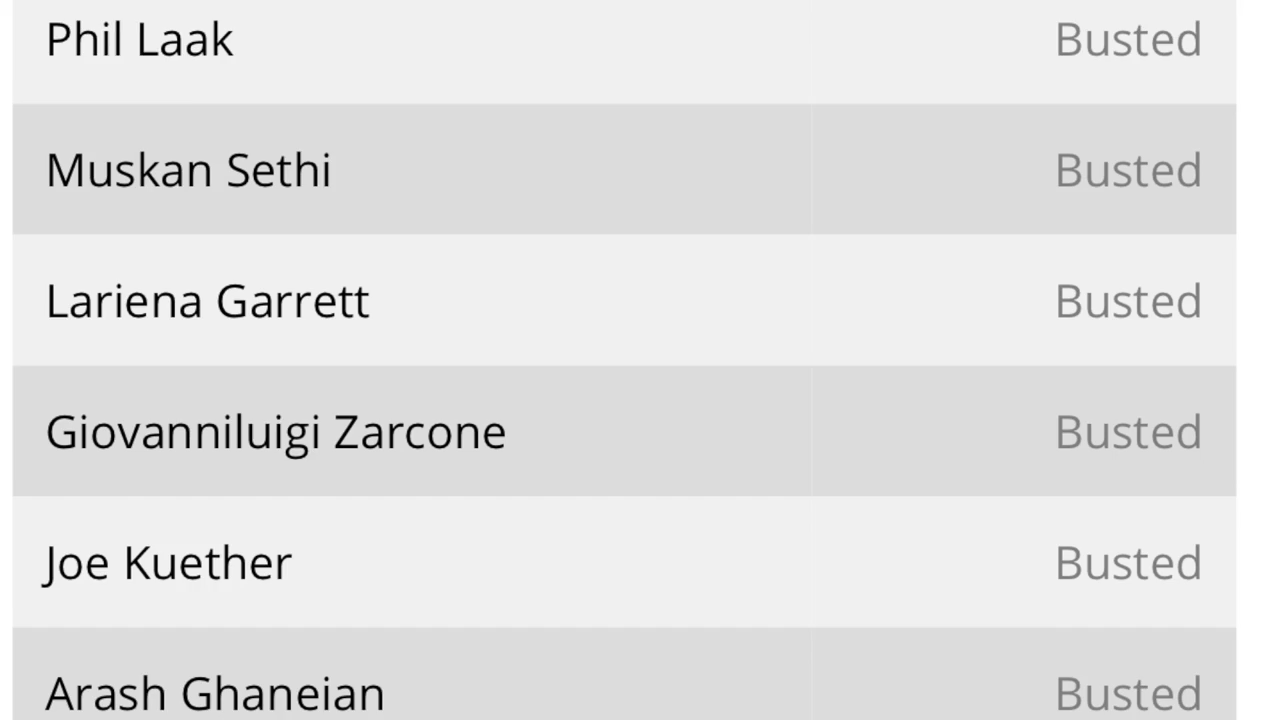 Phil Laak Busted
Muskan Sethi Busted
Lariena Garrett Busted
Giovanniluigi Zarcone Busted
Joe Kuether Busted
Arash Ghaneian Busted